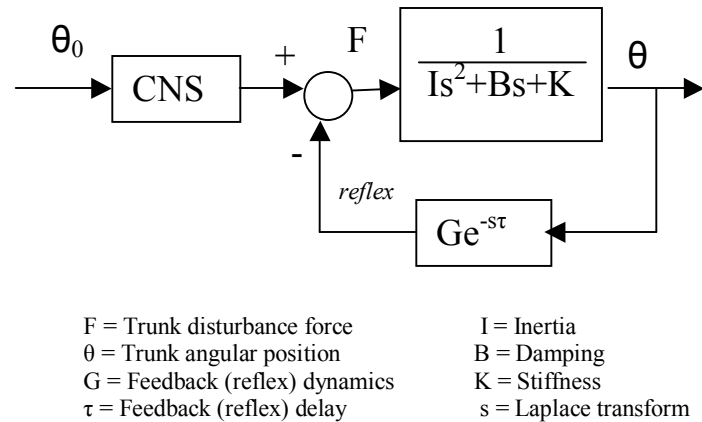 θ₀
CNS
+
F
1
Is²+Bs+K
θ
-
reflex
Ge⁻ˢᵗ
F = Trunk disturbance force
θ = Trunk angular position
G = Feedback (reflex) dynamics
τ = Feedback (reflex) delay
I = Inertia
B = Damping
K = Stiffness
s = Laplace transform